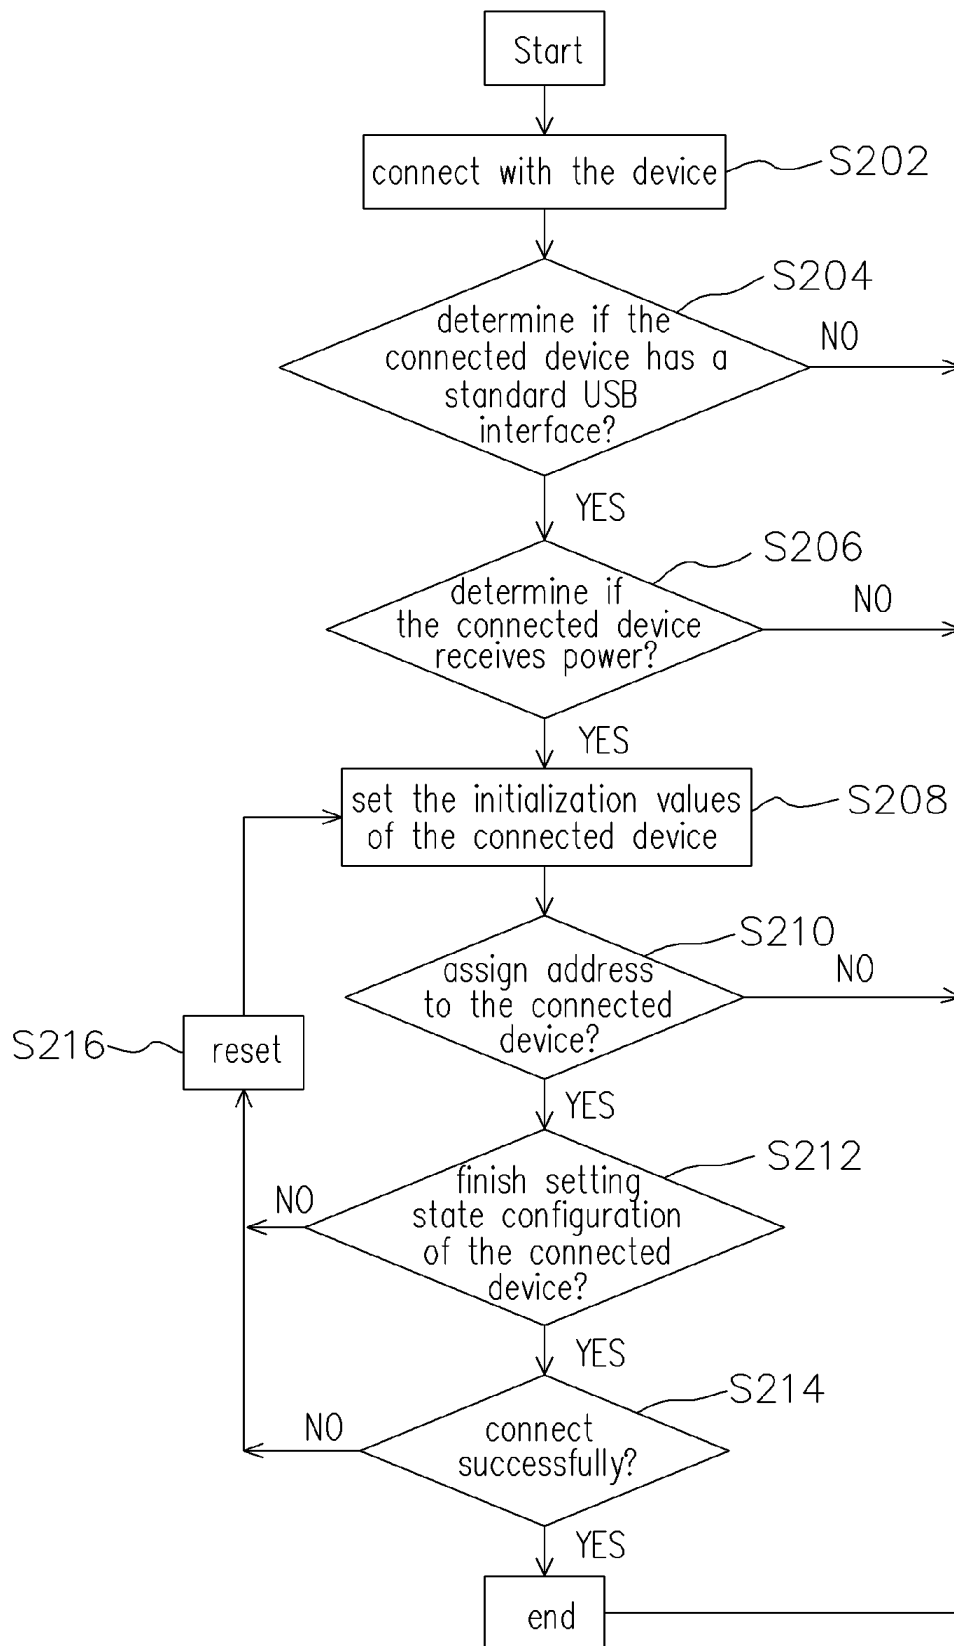 Start
connect with the device
S202
S204
determine if the
connected device has a
standard USB
interface?
NO
YES
S206
determine if
the connected device
receives power?
NO
YES
set the initialization values
of the connected device
S208
S210
assign address
to the connected
device?
NO
S216
reset
YES
S212
finish setting
state configuration
of the connected
device?
NO
YES
S214
connect
successfully?
NO
YES
end